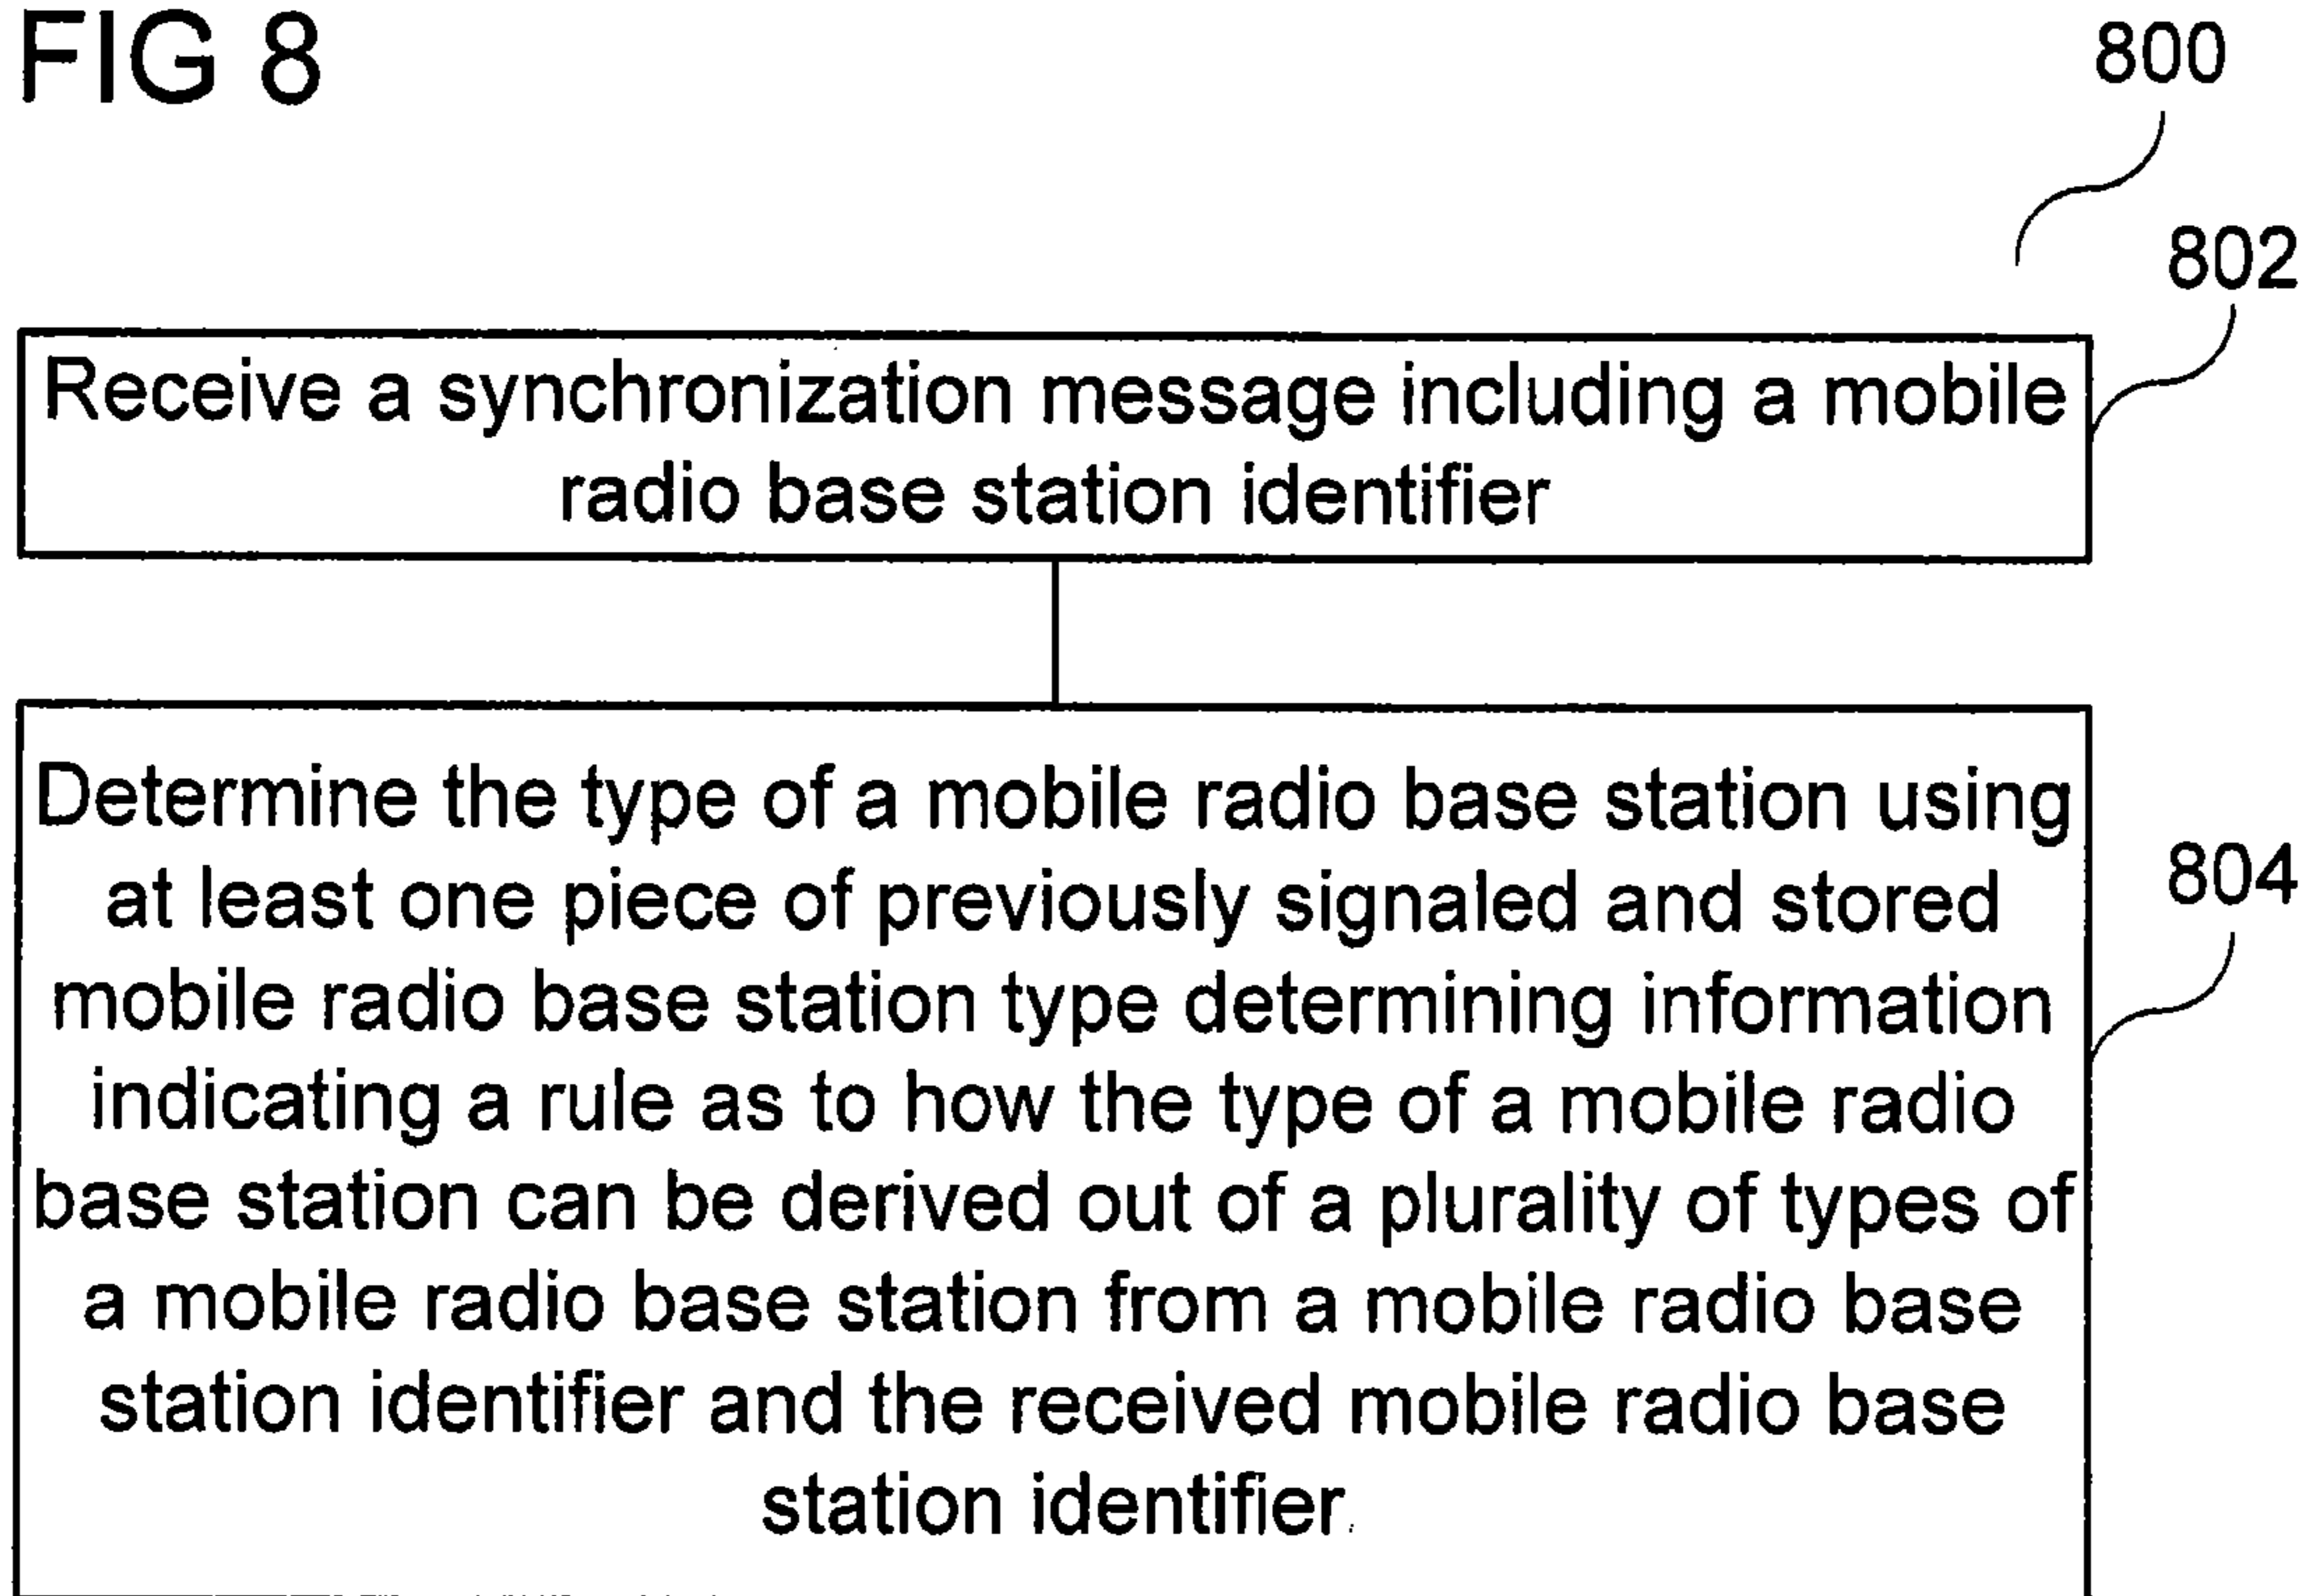 FIG 8
800
802
Receive a synchronization message including a mobile
radio base station identifier
Determine the type of a mobile radio base station using
at least one piece of previously signaled and stored
804
mobile radio base station type determining information
indicating a rule as to how the type of a mobile radio
base station can be derived out of a plurality of types of
a mobile radio base station from a mobile radio base
station identifier and the received mobile radio base
station identifier.